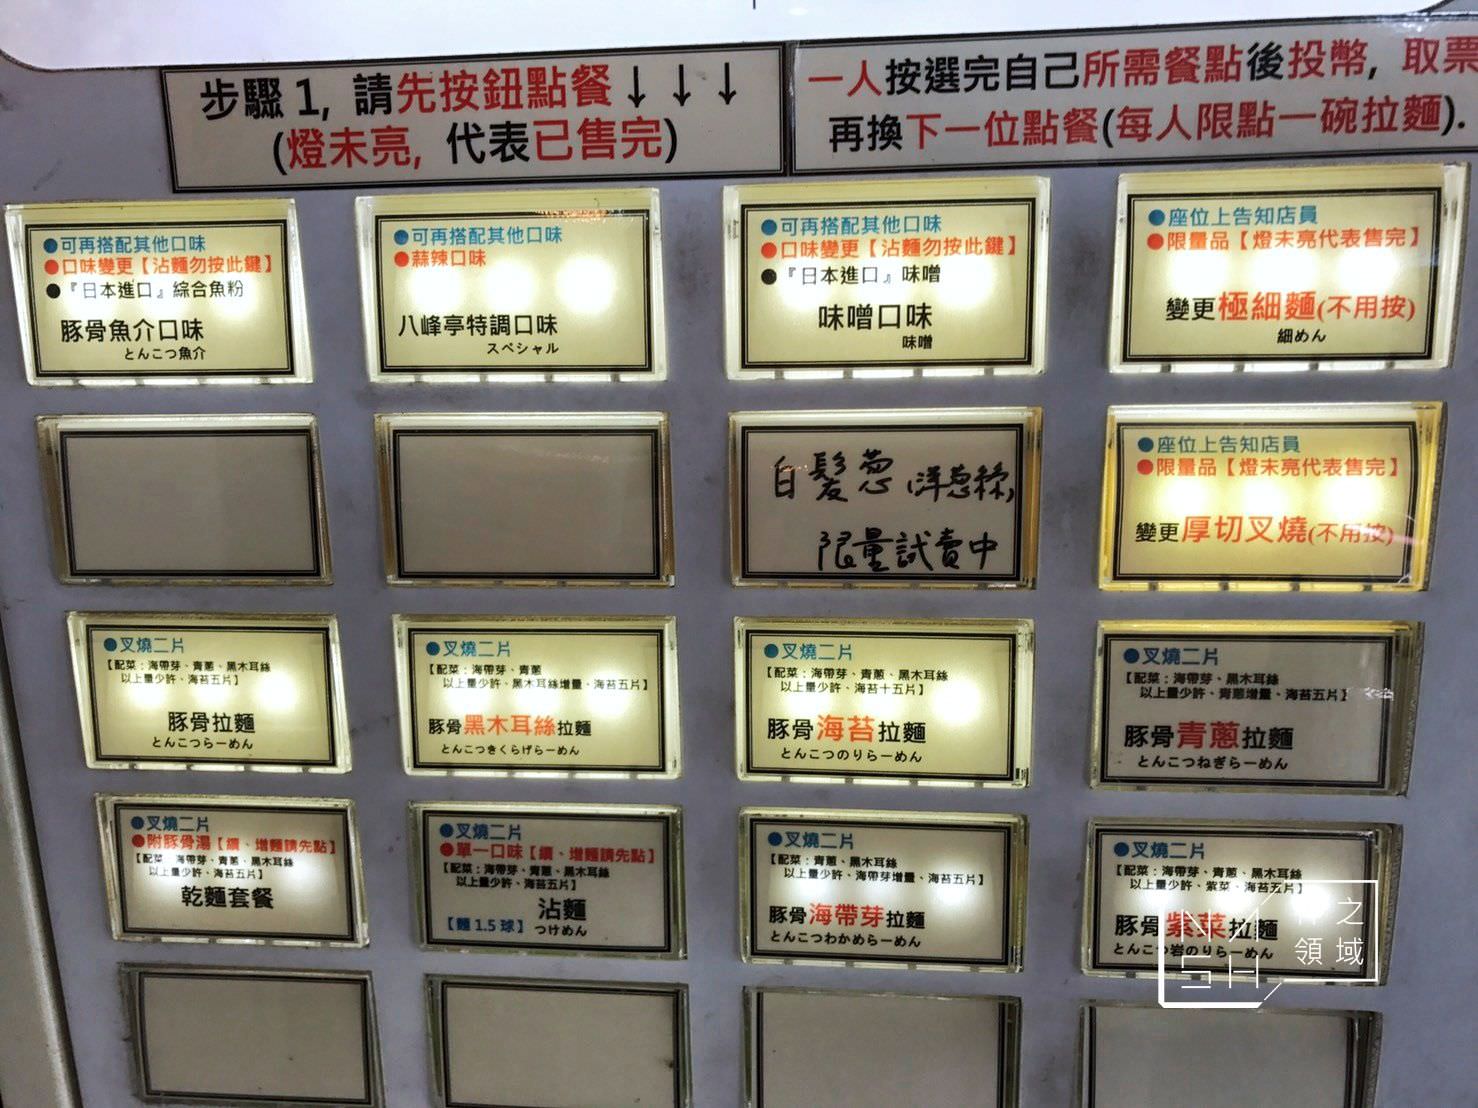 步驟 1, 請先按鈕點餐↓↓↓
(燈未亮, 代表已售完)
一人按選完自己所需餐點後投幣, 取票
再換下一位點餐(每人限點一碗拉麵).
●可再搭配其他口味
●口味變更【沾麵勿按此鍵】
●『日本進口』綜合魚粉
豚骨魚介口味
とんこつ魚介
●可再搭配其他口味
●蒜辣口味
八峰亭特調口味
スペシャル
●可再搭配其他口味
●口味變更【沾麵勿按此鍵】
●『日本進口』味噌
味噌口味
味噌
●座位上告知店員
●限量品【燈未亮代表售完】
變更極細麵(不用按)
細めん
白髮蔥(洋蔥絲)
限量試賣中
●座位上告知店員
●限量品【燈未亮代表售完】
變更厚切叉燒(不用按)
●叉燒二片
【配菜：海帶芽、青蔥、黑木耳絲
以上量少許、海苔五片】
豚骨拉麵
とんこつらーめん
●叉燒二片
【配菜：海帶芽、青蔥
以上量少許、黑木耳絲增量、海苔五片】
豚骨黑木耳絲拉麵
とんこつきくらげらーめん
●叉燒二片
【配菜：海帶芽、青蔥、黑木耳絲
以上量少許、海苔十五片】
豚骨海苔拉麵
とんこつのりらーめん
●叉燒二片
【配菜：海帶芽、黑木耳絲
以上量少許、青蔥增量、海苔五片】
豚骨青蔥拉麵
とんこつねぎらーめん
●叉燒二片
●附豚骨湯【續、增麵請先點】
【配菜：海帶芽、青蔥、黑木耳絲
以上量少許、海苔五片】
乾麵套餐
●叉燒二片
●單一口味【續、增麵請先點】
【配菜：海帶芽、青蔥、黑木耳絲
以上量少許、海苔五片】
沾麵
【麵 1.5 球】 つけめん
●叉燒二片
【配菜：青蔥、黑木耳絲
以上量少許、海帶芽增量、海苔五片】
豚骨海帶芽拉麵
とんこつわかめらーめん
●叉燒二片
【配菜：海帶芽、青蔥、黑木耳絲
以上量少許、紫菜、海苔五片】
豚骨紫菜拉麵
とんこつ岩のりらーめん
NA
SH
之
領域